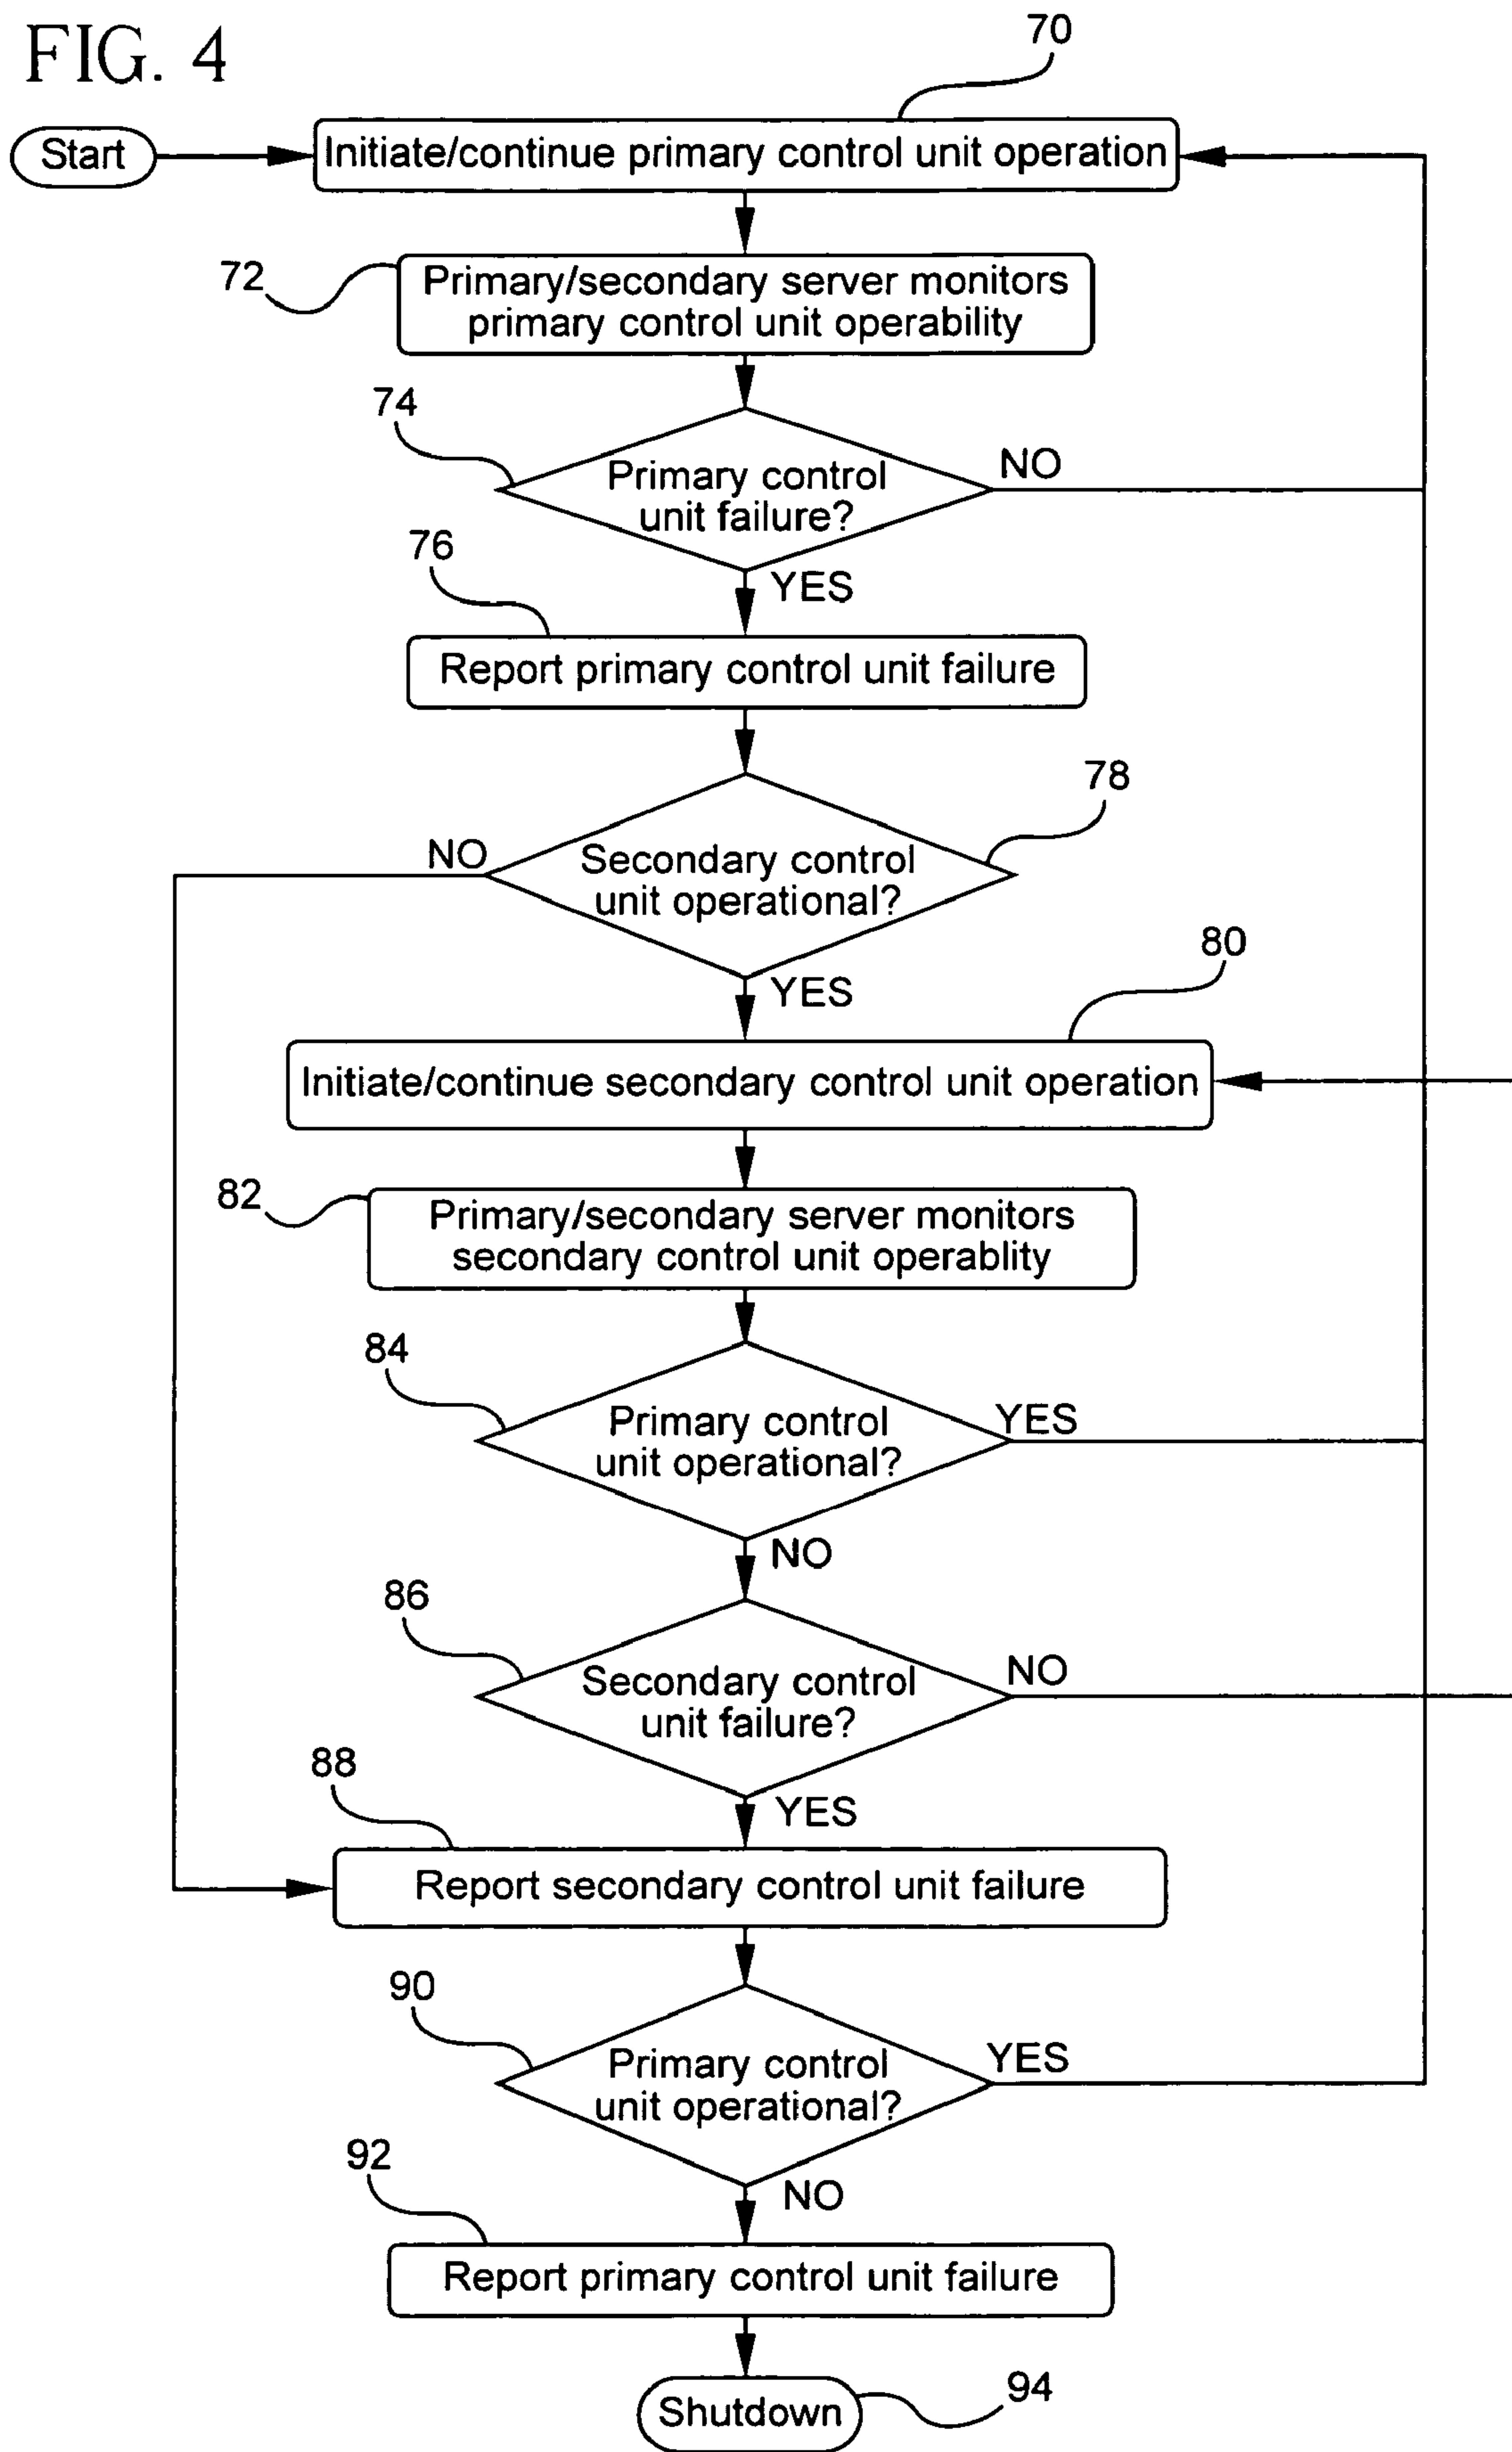 FIG. 4
70
Start
Initiate/continue primary control unit operation
72
Primary/secondary server monitors
primary control unit operability
74
Primary control
unit failure?
NO
YES
76
Report primary control unit failure
78
Secondary control
unit operational?
NO
YES
80
Initiate/continue secondary control unit operation
82
Primary/secondary server monitors
secondary control unit operablity
84
Primary control
unit operational?
YES
NO
86
Secondary control
unit failure?
NO
YES
88
Report secondary control unit failure
90
Primary control
unit operational?
YES
NO
92
Report primary control unit failure
94
Shutdown